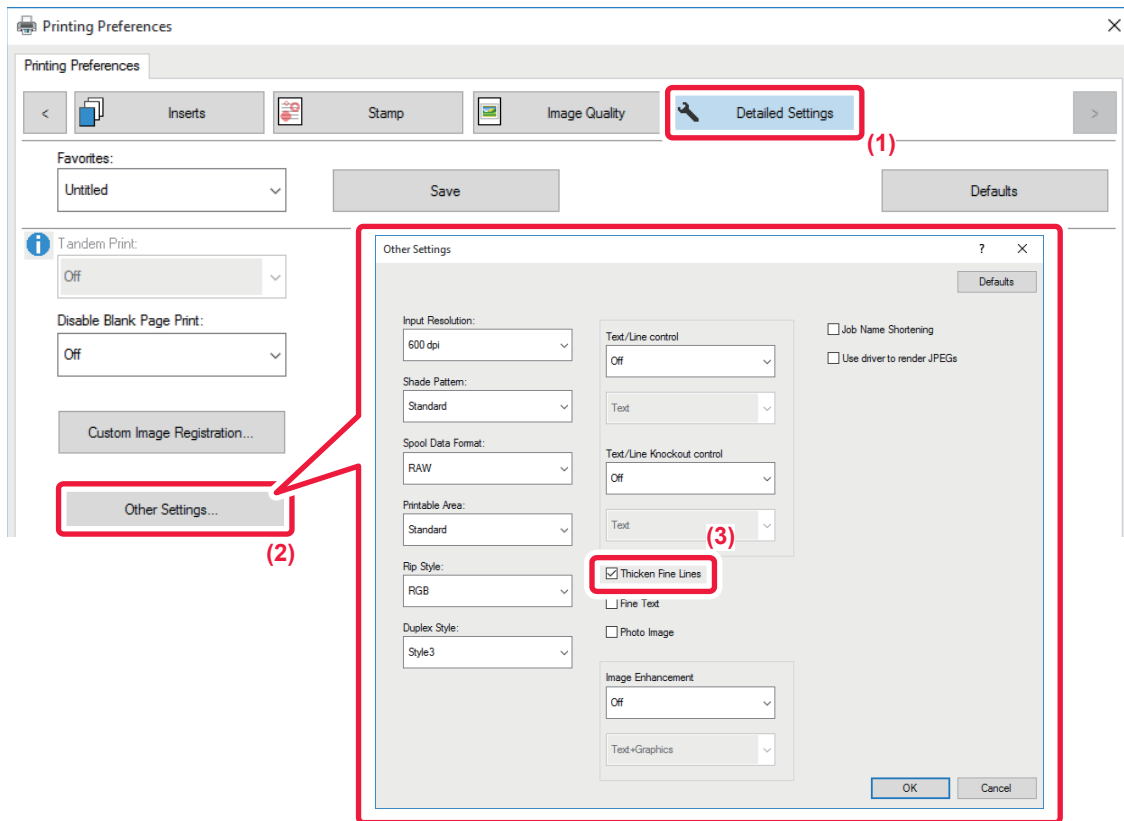 Printing Preferences
Printing Preferences
<
Inserts
Stamp
Image Quality
Detailed Settings
>
(1)
Favorites:
Untitled
Save
Defaults
Tandem Print:
Off
Disable Blank Page Print:
Off
Custom Image Registration...
Other Settings...
(2)
Other Settings
?
Defaults
Input Resolution:
600 dpi
Shade Pattern:
Standard
Spool Data Format:
RAW
Printable Area:
Standard
Rip Style:
RGB
Duplex Style:
Style3
Text/Line control
Off
Text
Text/Line Knockout control
Off
Text
(3)
Thicken Fine Lines
Fine Text
Photo Image
Image Enhancement
Off
Text+Graphics
Job Name Shortening
Use driver to render JPEGs
OK
Cancel